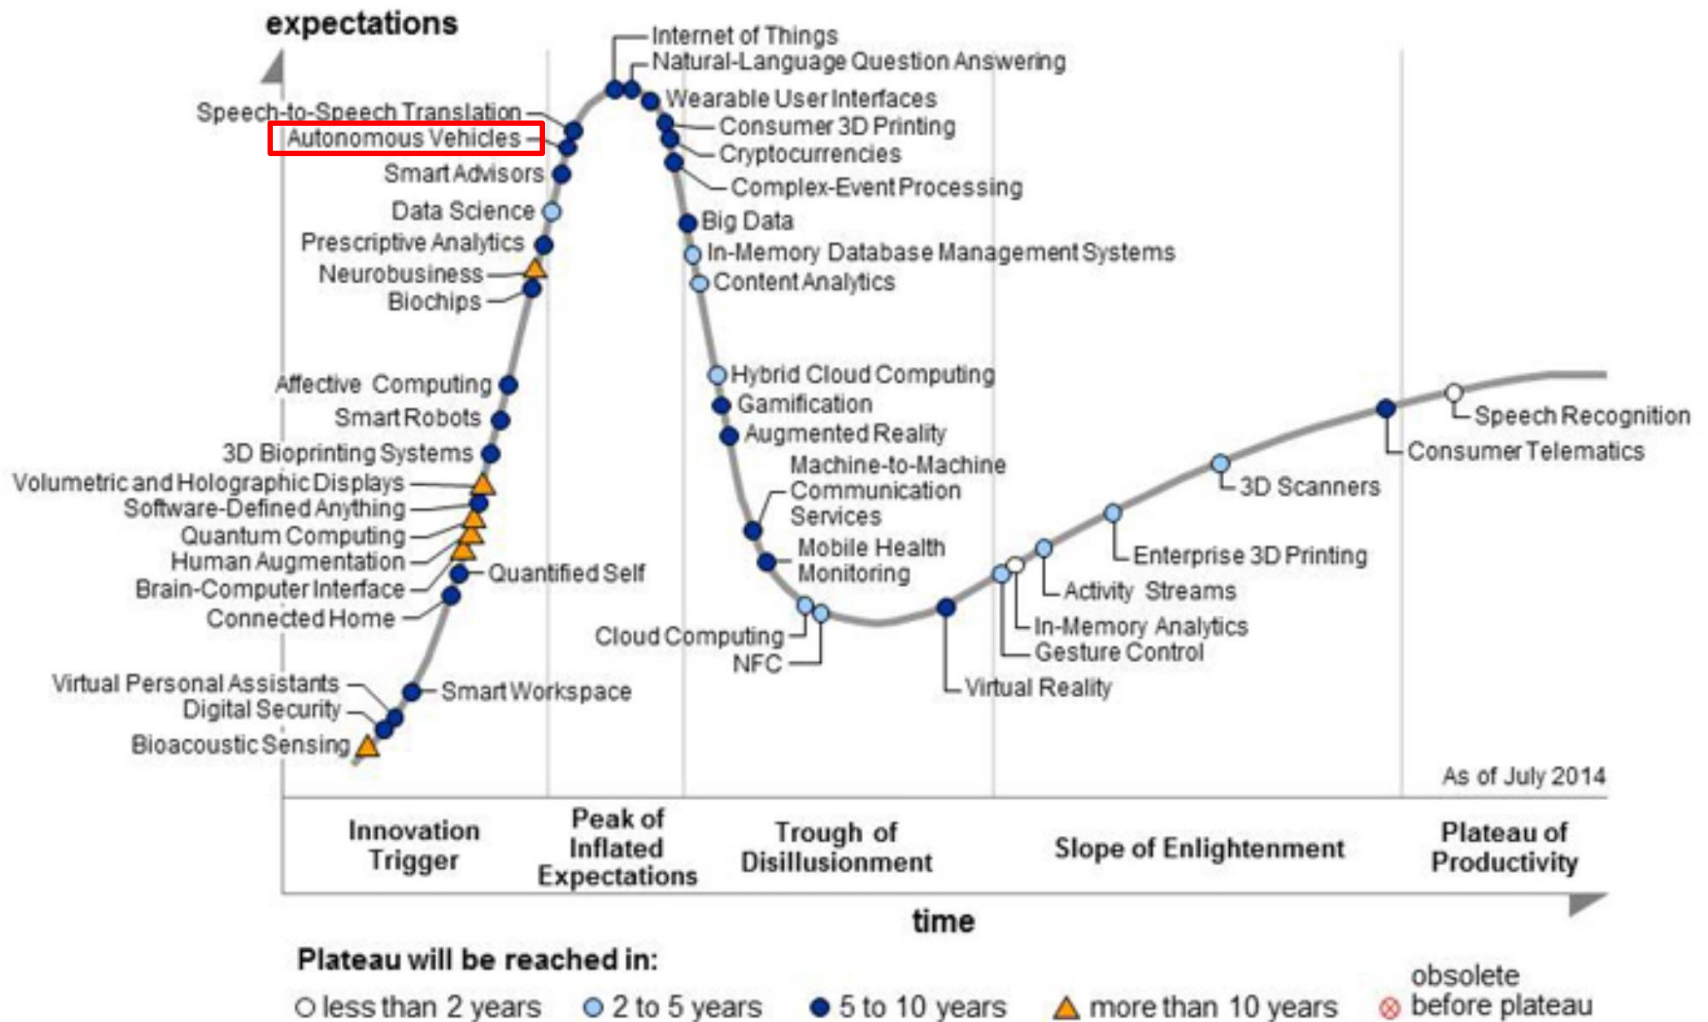 expectations
Internet of Things
Natural-Language Question Answering
Wearable User Interfaces
Speech-to-Speech Translation
Consumer 3D Printing
Autonomous Vehicles
Cryptocurrencies
Smart Advisors
Complex-Event Processing
Data Science
Big Data
Prescriptive Analytics
In-Memory Database Management Systems
Neurobusiness
Content Analytics
Biochips
Hybrid Cloud Computing
Affective Computing
Gamification
Smart Robots
Augmented Reality
3D Bioprinting Systems
Machine-to-Machine
Communication
Services
Volumetric and Holographic Displays
Software-Defined Anything
Quantum Computing
Human Augmentation
Mobile Health
Monitoring
Quantified Self
Brain-Computer Interface
Connected Home
Speech Recognition
Consumer Telematics
3D Scanners
Enterprise 3D Printing
Activity Streams
In-Memory Analytics
Gesture Control
Cloud Computing
NFC
Virtual Reality
Virtual Personal Assistants
Smart Workspace
Digital Security
Bioacoustic Sensing
As of July 2014
Innovation
Trigger
Peak of
Inflated
Expectations
Trough of
Disillusionment
Slope of Enlightenment
Plateau of
Productivity
time
Plateau will be reached in:
less than 2 years
2 to 5 years
5 to 10 years
more than 10 years
obsolete
before plateau